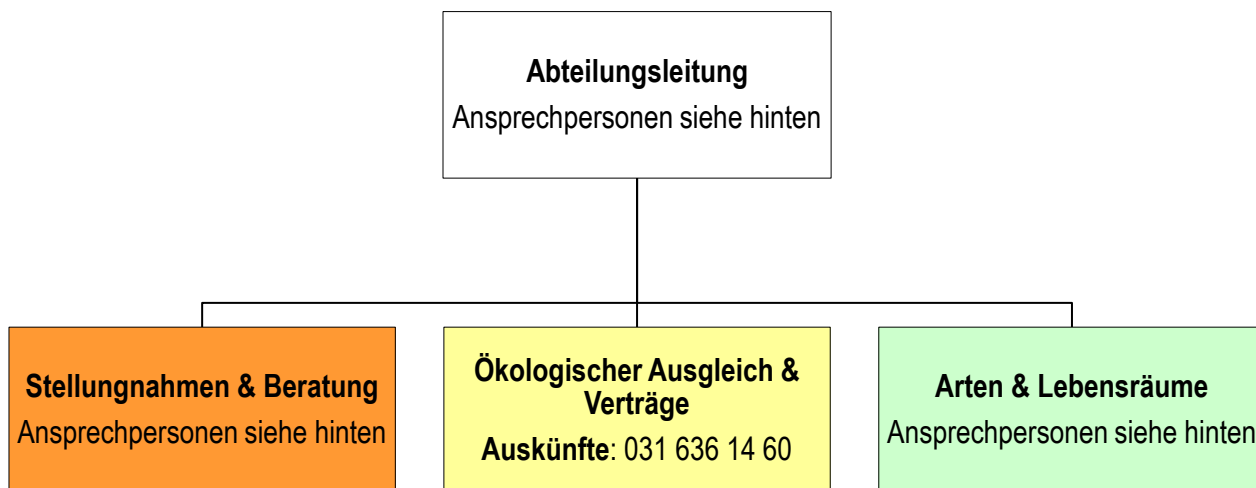 Abteilungsleitung
Ansprechpersonen siehe hinten
Stellungnahmen & Beratung
Ansprechpersonen siehe hinten
Ökologischer Ausgleich &
Verträge
Auskünfte: 031 636 14 60
Arten & Lebensräume
Ansprechpersonen siehe hinten